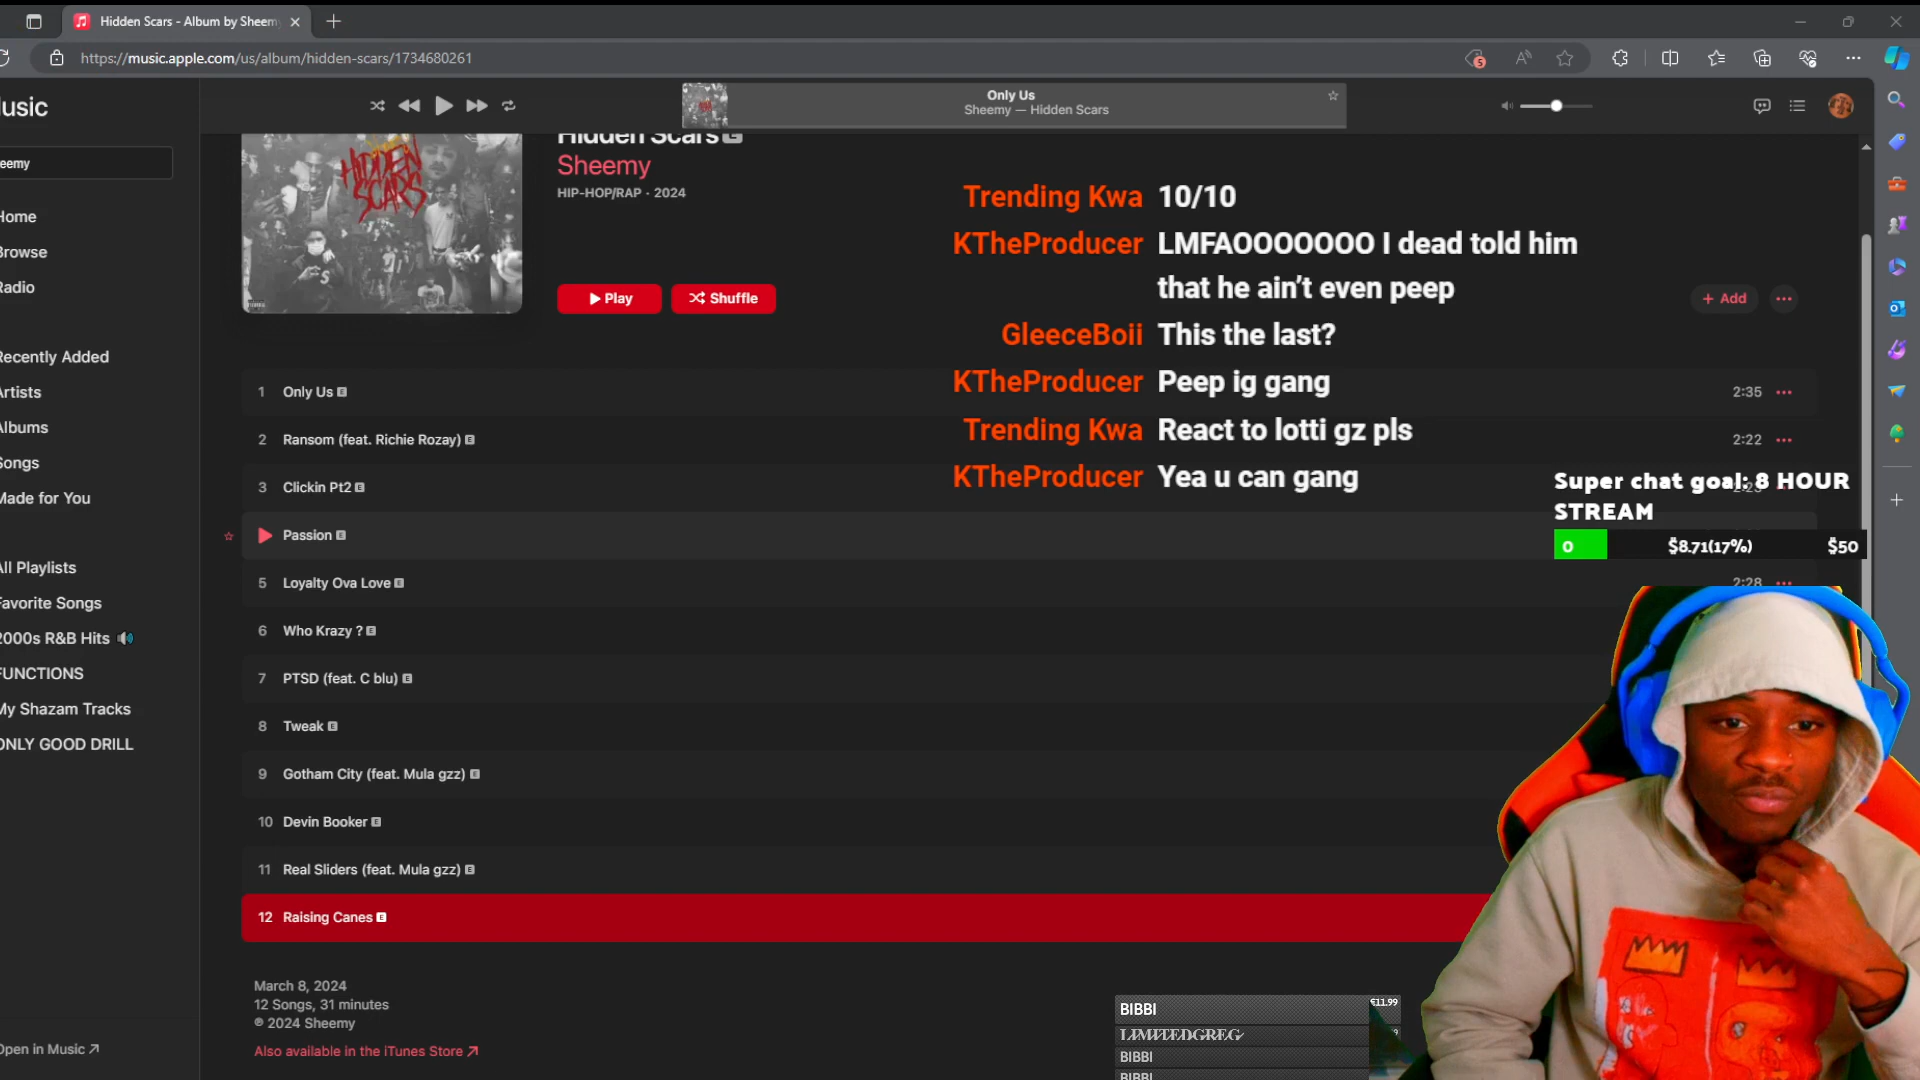 Hidden Scars - Album by Sheem
https://music.apple.com/us/album/hidden-scars/1734680261
5
usic
Only Us
Sheemy — Hidden Scars
eemy
Home
Browse
Radio
Recently Added
Artists
Albums
Songs
Made for You
All Playlists
Favorite Songs
2000s R&B Hits
FUNCTIONS
My Shazam Tracks
ONLY GOOD DRILL
Open in Music
HIDDEN
SCARS
Hidden Scars E
Sheemy
HIP-HOP/RAP · 2024
Play
Shuffle
+ Add
Trending Kwa 10/10
KTheProducer LMFAOOOOOOO I dead told him
that he ain’t even peep
GleeceBoii This the last?
KTheProducer Peep ig gang
Trending Kwa React to lotti gz pls
KTheProducer Yea u can gang
1 Only Us E 2:35
2 Ransom (feat. Richie Rozay) E 2:22
3 Clickin Pt2 E
Passion E
5 Loyalty Ova Love E 2:28
6 Who Krazy ? E
7 PTSD (feat. C blu) E
8 Tweak E
9 Gotham City (feat. Mula gzz) E
10 Devin Booker E
11 Real Sliders (feat. Mula gzz) E
12 Raising Canes E
Super chat goal: 8 HOUR
STREAM
0 $8.71(17%) $50
March 8, 2024
12 Songs, 31 minutes
℗ 2024 Sheemy
Also available in the iTunes Store
BIBBI
LIMITEDGREG
BIBBI
BIBBI